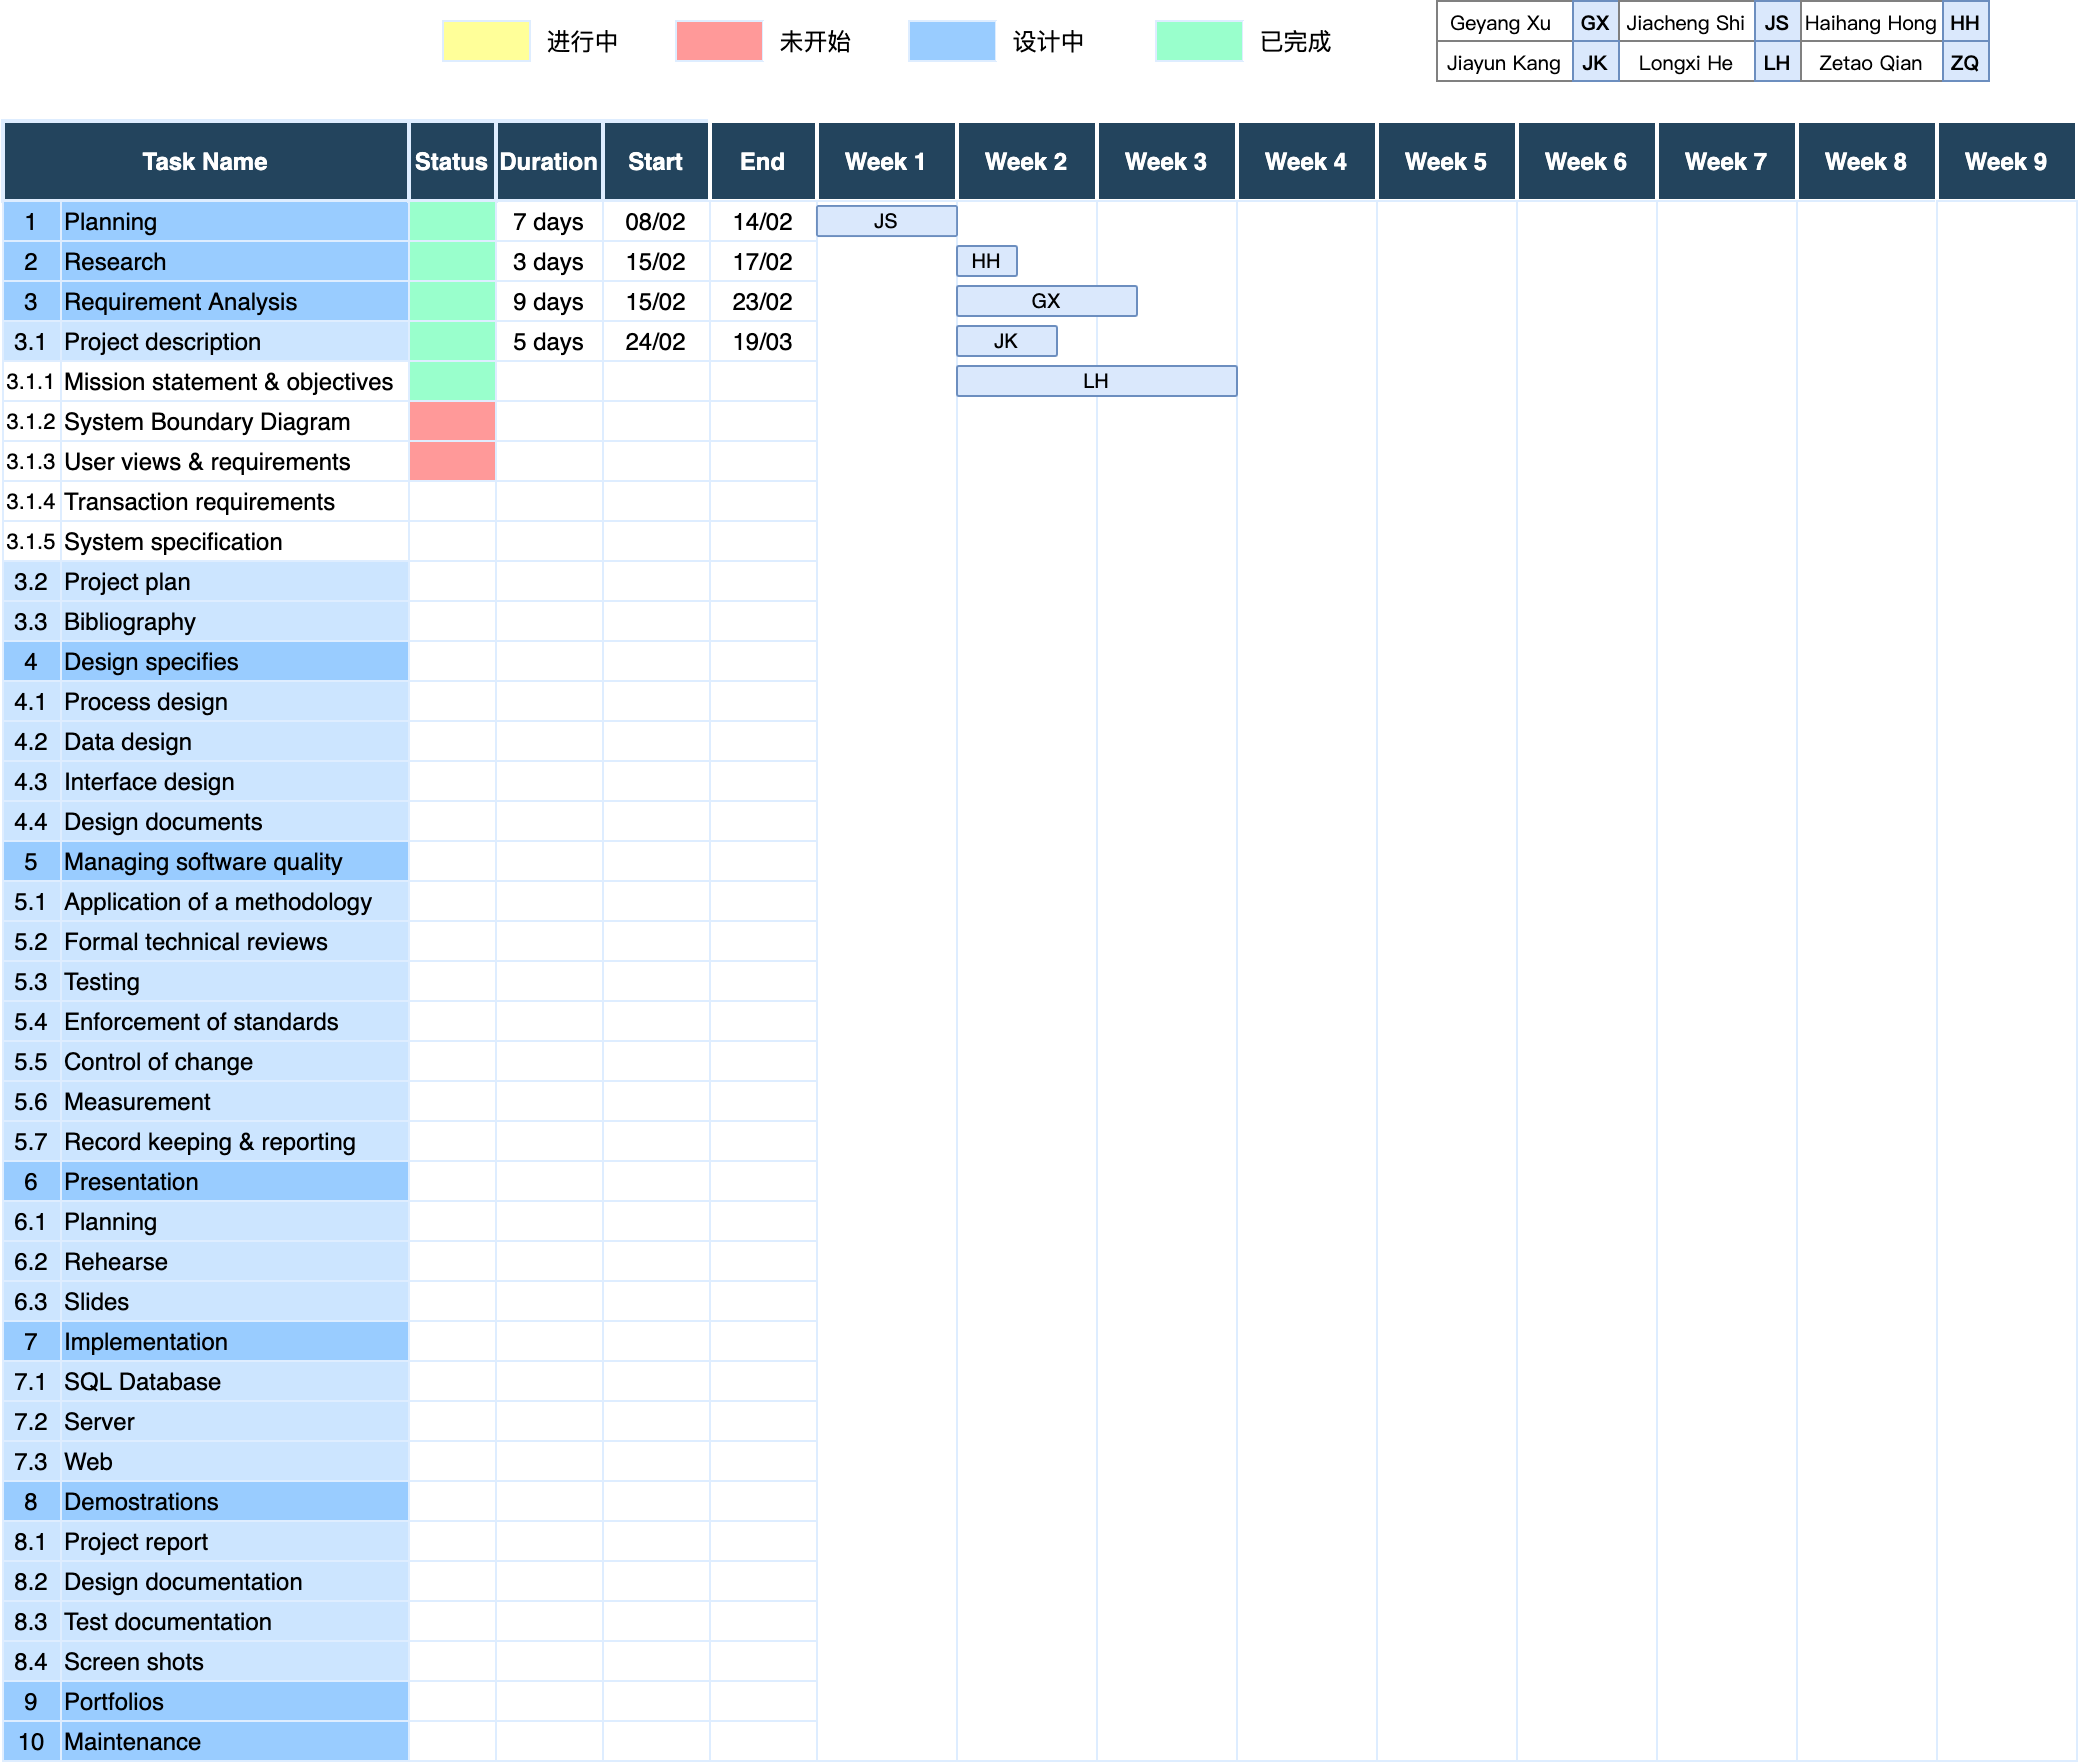 进行中 未开始 设计中 已完成
Geyang Xu GX Jiacheng Shi JS Haihang Hong HH
Jiayun Kang JK Longxi He LH Zetao Qian ZQ
Task Name Status Duration Start End Week 1 Week 2 Week 3 Week 4 Week 5 Week 6 Week 7 Week 8 Week 9
1 Planning 7 days 08/02 14/02 JS
2 Research 3 days 15/02 17/02 HH
3 Requirement Analysis 9 days 15/02 23/02 GX
3.1 Project description 5 days 24/02 19/03 JK
3.1.1 Mission statement & objectives LH
3.1.2 System Boundary Diagram
3.1.3 User views & requirements
3.1.4 Transaction requirements
3.1.5 System specification
3.2 Project plan
3.3 Bibliography
4 Design specifies
4.1 Process design
4.2 Data design
4.3 Interface design
4.4 Design documents
5 Managing software quality
5.1 Application of a methodology
5.2 Formal technical reviews
5.3 Testing
5.4 Enforcement of standards
5.5 Control of change
5.6 Measurement
5.7 Record keeping & reporting
6 Presentation
6.1 Planning
6.2 Rehearse
6.3 Slides
7 Implementation
7.1 SQL Database
7.2 Server
7.3 Web
8 Demostrations
8.1 Project report
8.2 Design documentation
8.3 Test documentation
8.4 Screen shots
9 Portfolios
10 Maintenance